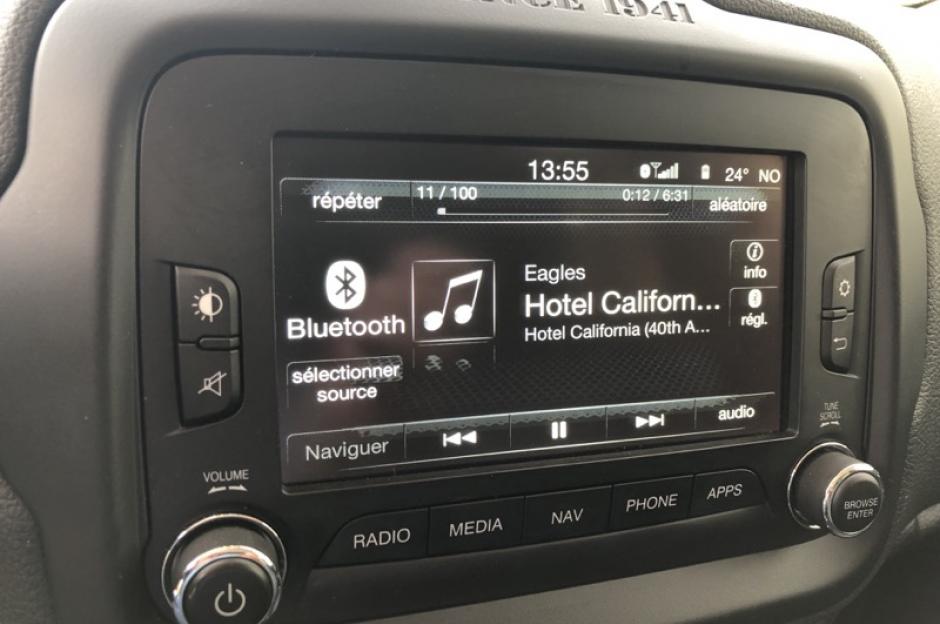 SINCE 1941
13:55
24° NO
répéter
11 / 100
0:12 / 6:31
aléatoire
Bluetooth
Eagles
Hotel Californ...
Hotel California (40th A...
info
régl.
sélectionner
source
Naviguer
audio
VOLUME
TUNE
SCROLL
RADIO
MEDIA
NAV
PHONE
APPS
BROWSE
ENTER